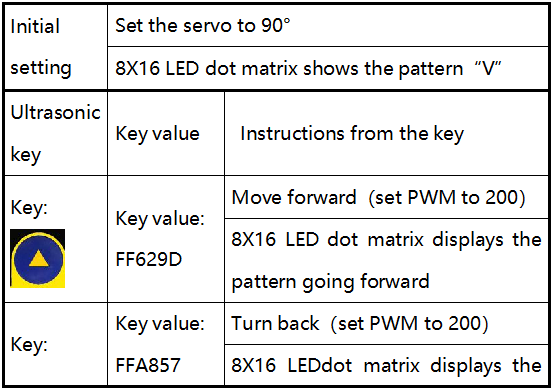 Initial
setting
Set the servo to 90°
8X16 LED dot matrix shows the pattern “V”
Ultrasonic
key
Key value
Instructions from the key
Key:
Key value:
FF629D
Move forward (set PWM to 200)
8X16 LED dot matrix displays the
pattern going forward
Key:
Key value:
FFA857
Turn back (set PWM to 200)
8X16 LEDdot matrix displays the